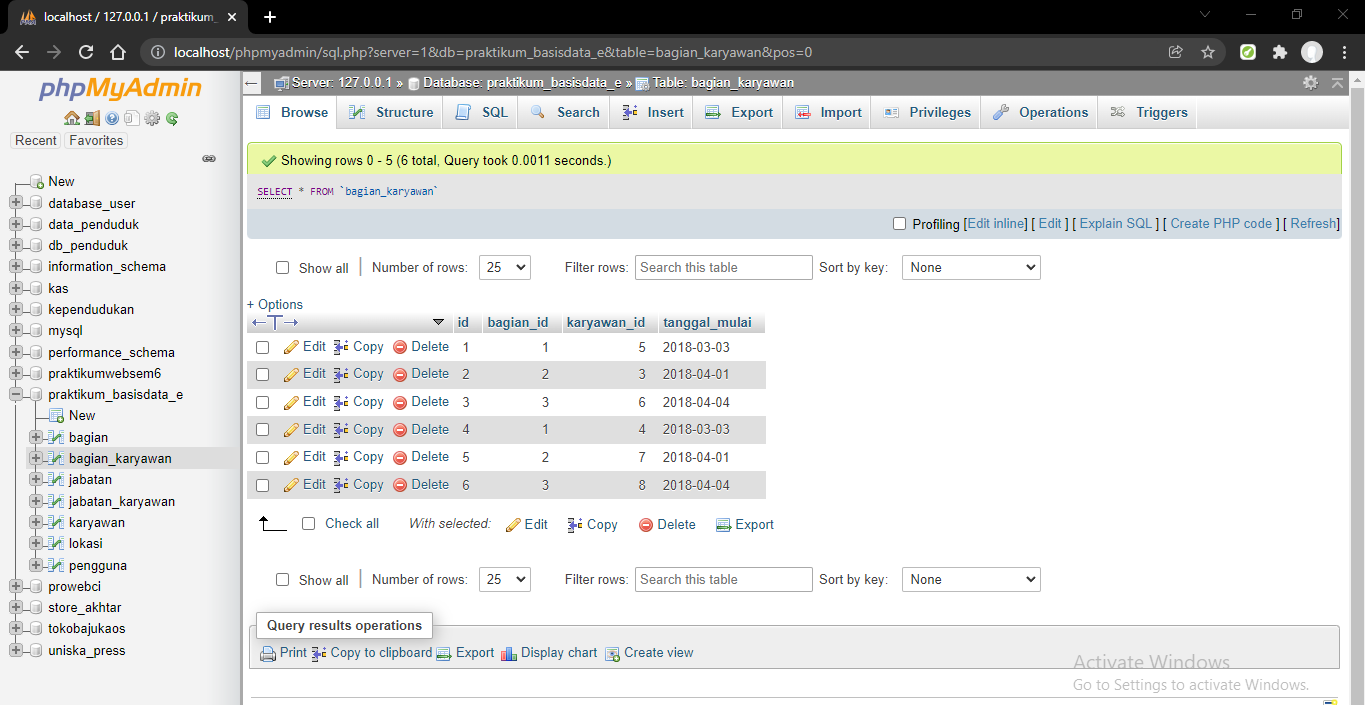 localhost / 127.0.0.1 / praktikum_
localhost/phpmyadmin/sql.php?server=1&db=praktikum_basisdata_e&table=bagian_karyawan&pos=0
phpMyAdmin
Recent Favorites
New
database_user
data_penduduk
db_penduduk
information_schema
kas
kependudukan
mysql
performance_schema
praktikumwebsem6
praktikum_basisdata_e
New
bagian
bagian_karyawan
jabatan
jabatan_karyawan
karyawan
lokasi
pengguna
prowebci
store_akhtar
tokobajukaos
uniska_press
Server: 127.0.0.1 » Database: praktikum_basisdata_e » Table: bagian_karyawan
Browse Structure SQL Search Insert Export Import Privileges Operations Triggers
Showing rows 0 - 5 (6 total, Query took 0.0011 seconds.)
SELECT * FROM `bagian_karyawan`
Profiling [Edit inline] [ Edit ] [ Explain SQL ] [ Create PHP code ] [ Refresh]
Show all | Number of rows: 25 Filter rows: Search this table Sort by key: None
+ Options
id bagian_id karyawan_id tanggal_mulai
Edit Copy Delete 1 1 5 2018-03-03
Edit Copy Delete 2 2 3 2018-04-01
Edit Copy Delete 3 3 6 2018-04-04
Edit Copy Delete 4 1 4 2018-03-03
Edit Copy Delete 5 2 7 2018-04-01
Edit Copy Delete 6 3 8 2018-04-04
Check all With selected: Edit Copy Delete Export
Show all | Number of rows: 25 Filter rows: Search this table Sort by key: None
Query results operations
Print Copy to clipboard Export Display chart Create view
Activate Windows
Go to Settings to activate Windows.